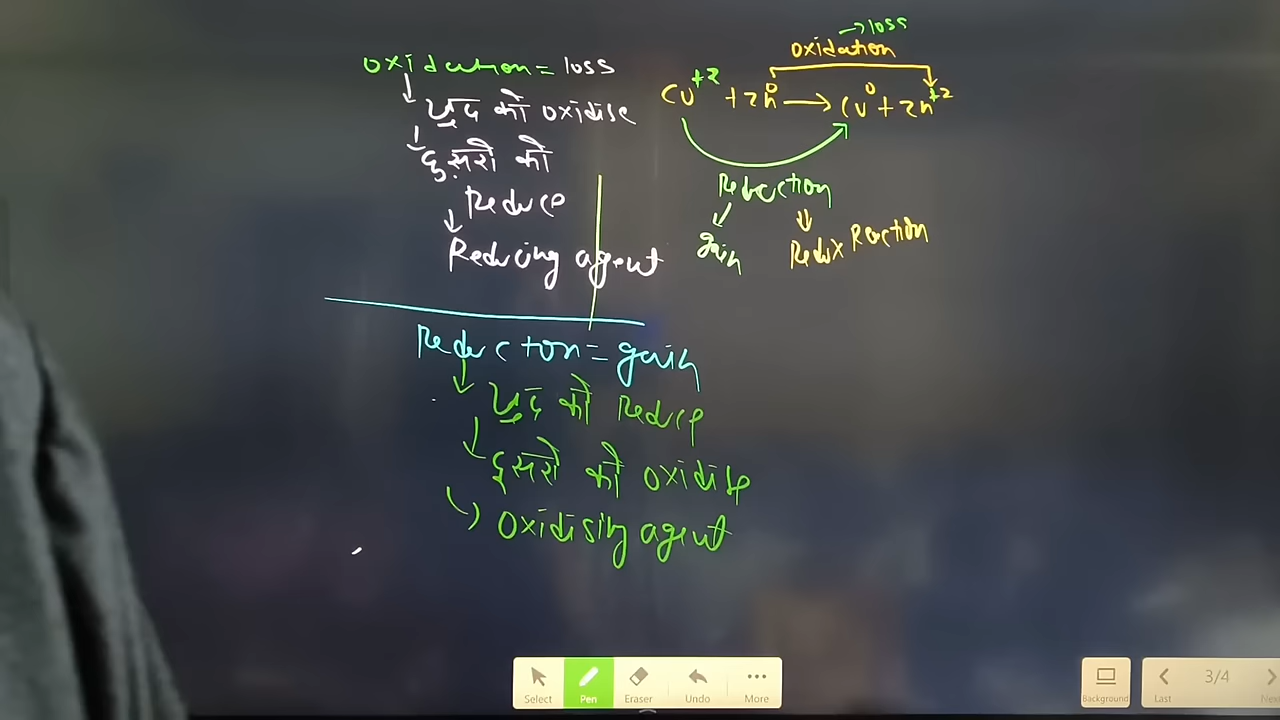 oxidation = loss
खुद को oxidise
दुसरो को
Reduce
Reducing agent
Reduction = gain
खुद को Reduce
दुसरो को oxidise
Oxidising agent
→ loss
oxidation
Cu+2 + Zn0 → Cu0 + Zn+2
Reduction
gain
Redox Reaction
Select Pen Eraser Undo More
Background Last 3/4